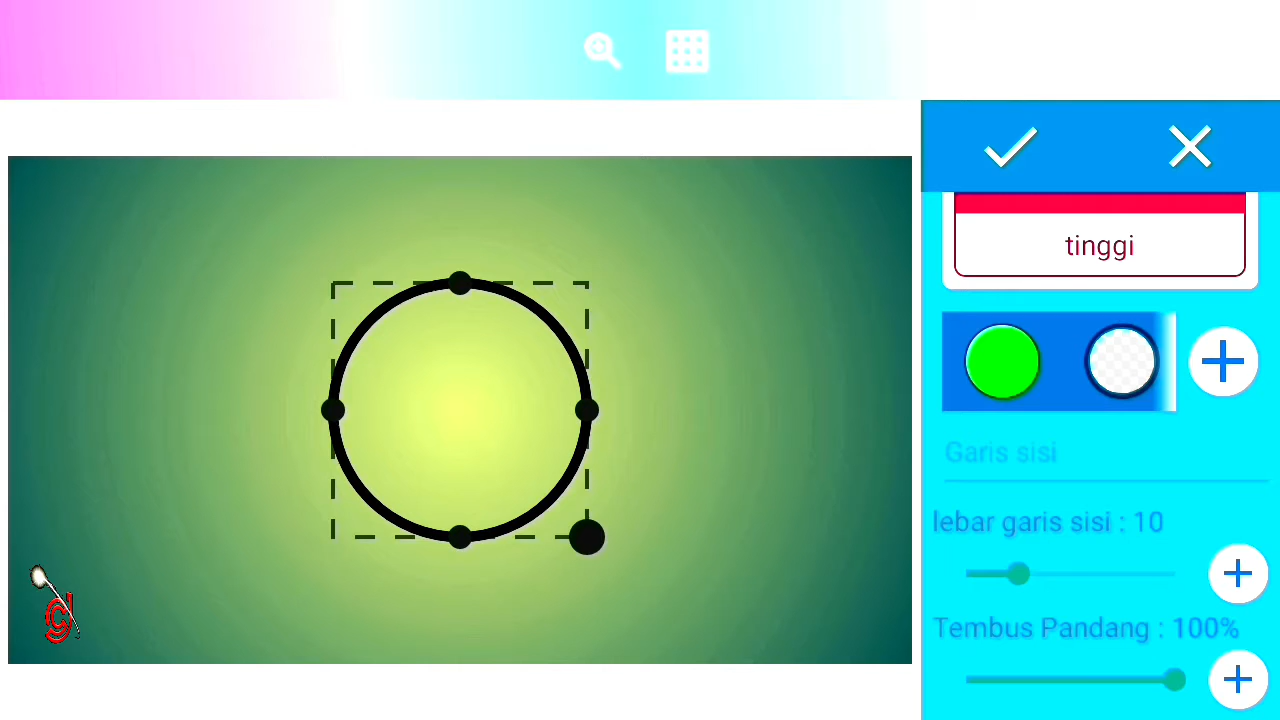 tinggi
Garis sisi
lebar garis sisi : 10
Tembus Pandang : 100%
g